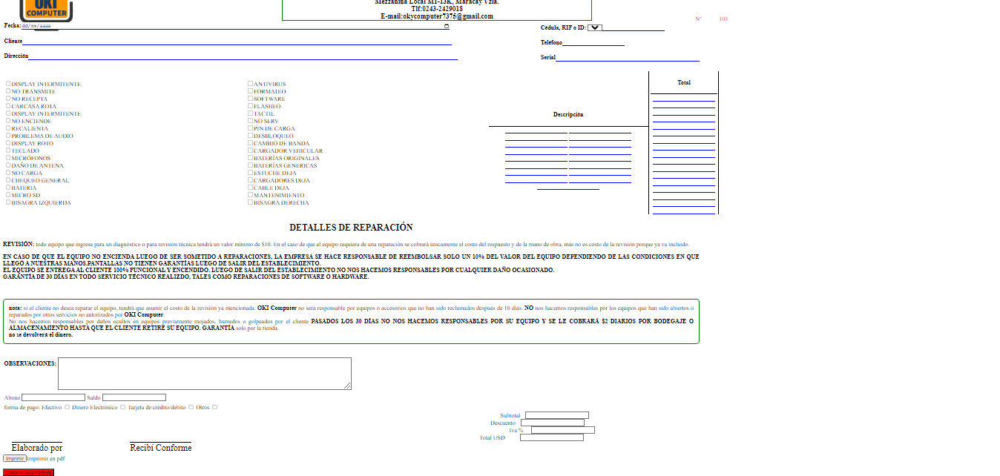 OKI
COMPUTER
Mezzanina Local M1-13K, Maracay Vzla.
Tlf:0243-2429018
E-mail:okycomputer7375@gmail.com
N° 103
Fecha: dd/mm/aaaa
Cédula, RIF o ID:
Cliente
Teléfono
Dirección
Serial
DISPLAY INTERMITENTE
NO TRANSMITE
NO RECEPTA
CARCASA ROTA
DISPLAY INTERMITENTE
NO ENCIENDE
RECALIENTA
PROBLEMA DE AUDIO
DISPLAY ROTO
TECLADO
MICRÓFONOS
DAÑO DE ANTENA
NO CARGA
CHEQUEO GENERAL
BATERIA
MICRO SD
BISAGRA IZQUIERDA
ANTIVIRUS
FORMATEO
SOFTWARE
FLASHEO
TACTIL
NO SERV
PIN DE CARGA
DESBLOQUEO
CAMBIO DE BANDA
CARGADOR VEHICULAR
BATERÍAS ORIGINALES
BATERÍAS GENERICAS
ESTUCHE DEJA
CARGADORES DEJA
CABLE DEJA
MANTENIMIENTO
BISAGRA DERECHA
Descripción
Total
DETALLES DE REPARACIÓN
REVISIÓN: todo equipo que ingresa para un diagnóstico o para revisión técnica tendrá un valor mínimo de $10. En el caso de que el equipo requiera de una reparación se cobrará únicamente el costo del respuesto y de la mano de obra, más no es costo de la revisión porque ya va incluido.
EN CASO DE QUE EL EQUIPO NO ENCIENDA LUEGO DE SER SOMETIDO A REPARACIONES, LA EMPRESA SE HACE RESPONSABLE DE REEMBOLSAR SOLO UN 10% DEL VALOR DEL EQUIPO DEPENDIENDO DE LAS CONDICIONES EN QUE
LLEGÓ A NUESTRAS MANOS.PANTALLAS NO TIENEN GARANTÍAS LUEGO DE SALIR DEL ESTABLECIMIENTO.
EL EQUIPO SE ENTREGA AL CLIENTE 100% FUNCIONAL Y ENCENDIDO. LUEGO DE SALIR DEL ESTABLECIMIENTO NO NOS HACEMOS RESPONSABLES POR CUALQUIER DAÑO OCASIONADO.
GARANTÍA DE 30 DÍAS EN TODO SERVICIO TÉCNICO REALIZDO, TALES COMO REPARACIONES DE SOFTWARE O HARDWARE.
nota: si el cliente no desea reparar el equipo, tendrá que asumir el costo de la revisión ya mencionada. OKI Computer no será responsable por equipos o accesorios que no han sido reclamados después de 10 días. NO nos hacemos responsables por los equipos que han sido abiertos o
reparados por otros servicios no autorizados por OKI Computer.
No nos hacemos responsables por daños ocultos en equipos previamente mojados, humedos o golpeados por el cliente PASADOS LOS 30 DÍAS NO NOS HACEMOS RESPONSABLES POR SU EQUIPO Y SE LE COBRARÁ $2 DIARIOS POR BODEGAJE O
ALMACENAMIENTO HASTA QUE EL CLIENTE RETIRE SU EQUIPO. GARANTÍA solo por la tienda.
no se devolverá el dinero.
OBSERVACIONES:
Abono Saldo
forma de pago: Efectivo Dinero Electrónico Tarjeta de crédito/debito Otros
Subtotal
Descuento
Iva %
Total USD
Elaborado por Recibí Conforme
Imprimir Imprimir en pdf
Crear nueva Factura